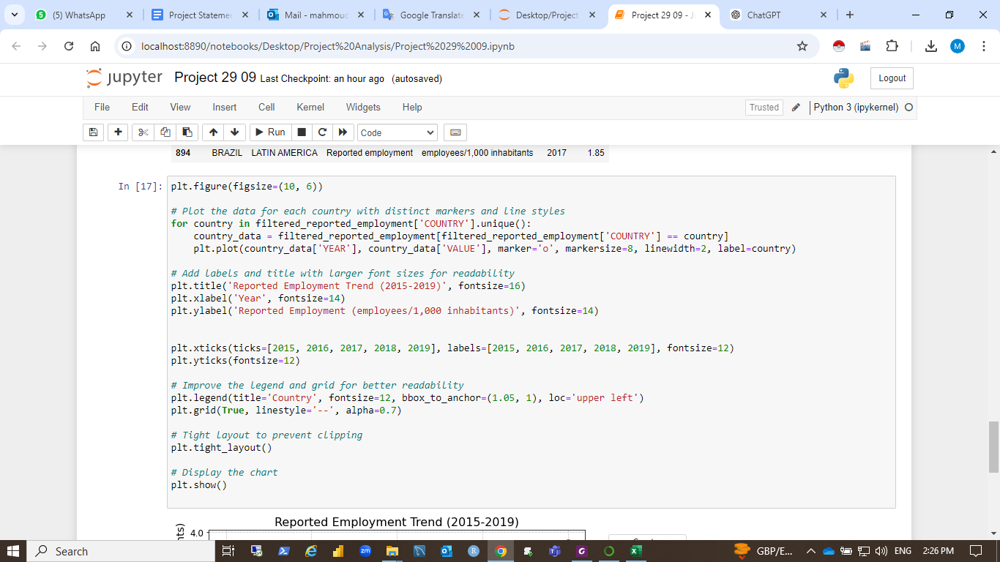 (5) WhatsApp
Project Statemen
Mail - mahmoud
Google Translate
Desktop/Project
Project 29 09 - J
ChatGPT
localhost:8890/notebooks/Desktop/Project%20Analysis/Project%2029%2009.ipynb
M
jupyter Project 29 09 Last Checkpoint: an hour ago (autosaved)
Logout
File Edit View Insert Cell Kernel Widgets Help
Trusted
Python 3 (ipykernel)
Run
Code
894 BRAZIL LATIN AMERICA Reported employment employees/1,000 inhabitants 2017 1.85
In [17]:
plt.figure(figsize=(10, 6))
# Plot the data for each country with distinct markers and line styles
for country in filtered_reported_employment['COUNTRY'].unique():
    country_data = filtered_reported_employment[filtered_reported_employment['COUNTRY'] == country]
    plt.plot(country_data['YEAR'], country_data['VALUE'], marker='o', markersize=8, linewidth=2, label=country)
# Add labels and title with larger font sizes for readability
plt.title('Reported Employment Trend (2015-2019)', fontsize=16)
plt.xlabel('Year', fontsize=14)
plt.ylabel('Reported Employment (employees/1,000 inhabitants)', fontsize=14)
plt.xticks(ticks=[2015, 2016, 2017, 2018, 2019], labels=[2015, 2016, 2017, 2018, 2019], fontsize=12)
plt.yticks(fontsize=12)
# Improve the legend and grid for better readability
plt.legend(title='Country', fontsize=12, bbox_to_anchor=(1.05, 1), loc='upper left')
plt.grid(True, linestyle='--', alpha=0.7)
# Tight layout to prevent clipping
plt.tight_layout()
# Display the chart
plt.show()
Reported Employment Trend (2015-2019)
nts)
4.0
Search
zm
R
GBP/E...
ENG
2:26 PM